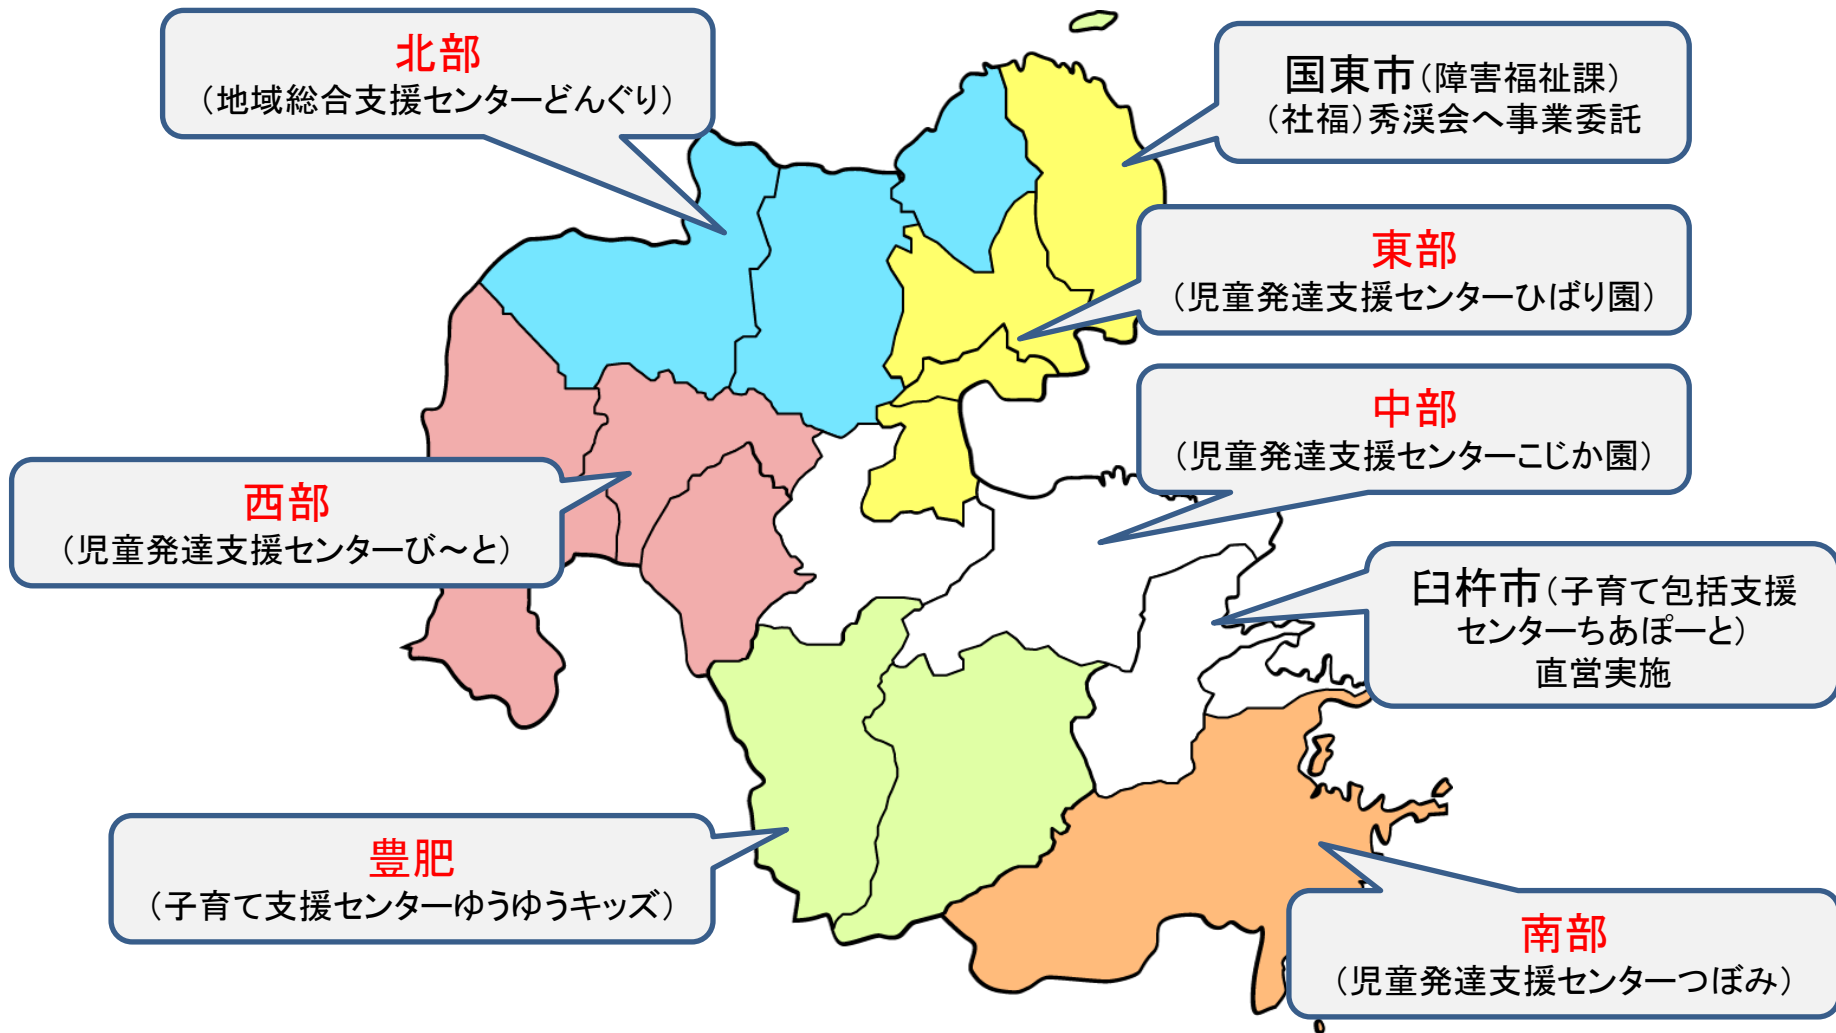 北部
（地域総合支援センターどんぐり）
国東市（障害福祉課）
（社福）秀渓会へ事業委託
東部
（児童発達支援センターひばり園）
中部
（児童発達支援センターこじか園）
西部
（児童発達支援センターび～と）
臼杵市（子育て包括支援
センターちあぽーと）
直営実施
豊肥
（子育て支援センターゆうゆうキッズ）
南部
（児童発達支援センターつぼみ）